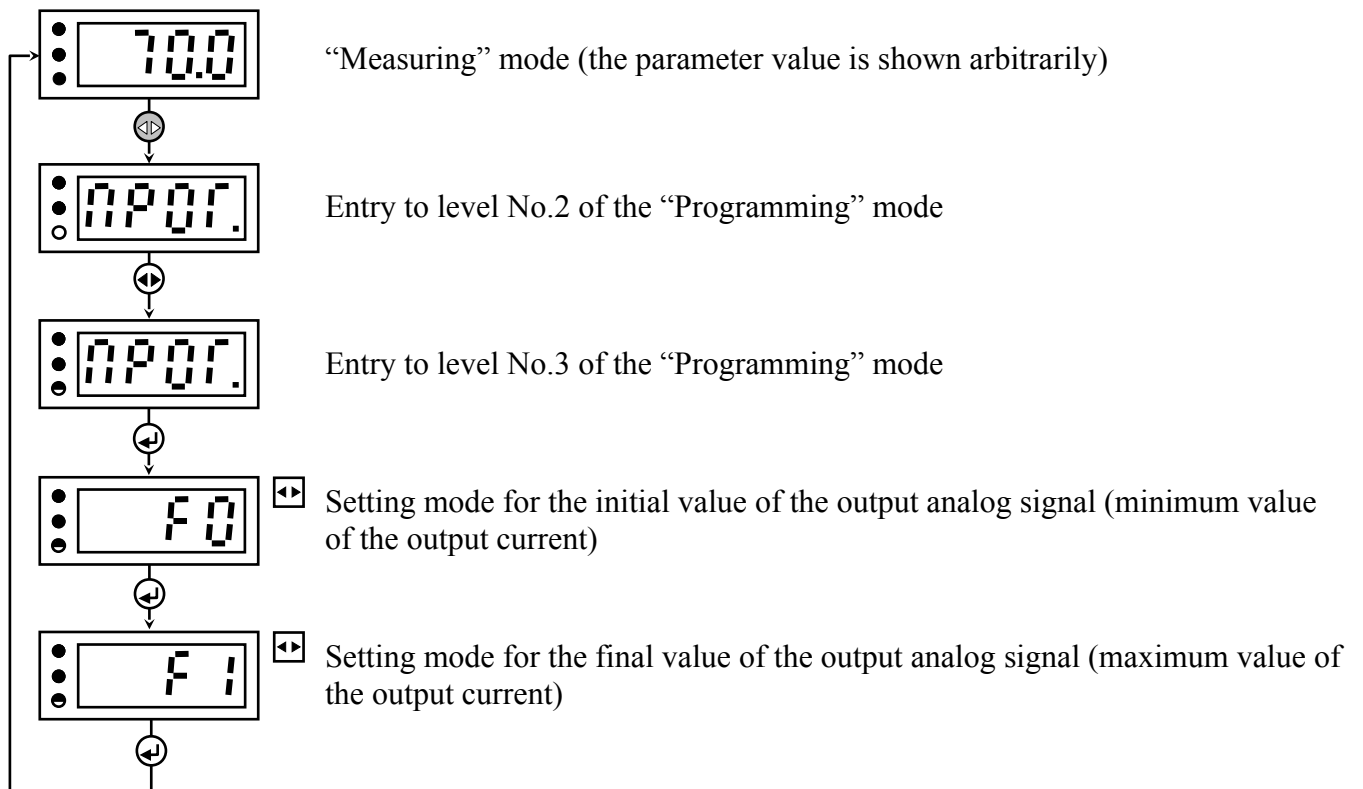 70.0
“Measuring” mode (the parameter value is shown arbitrarily)
ПРОГ.
Entry to level No.2 of the “Programming” mode
ПРОГ.
Entry to level No.3 of the “Programming” mode
F0
Setting mode for the initial value of the output analog signal (minimum value
of the output current)
F1
Setting mode for the final value of the output analog signal (maximum value of
the output current)